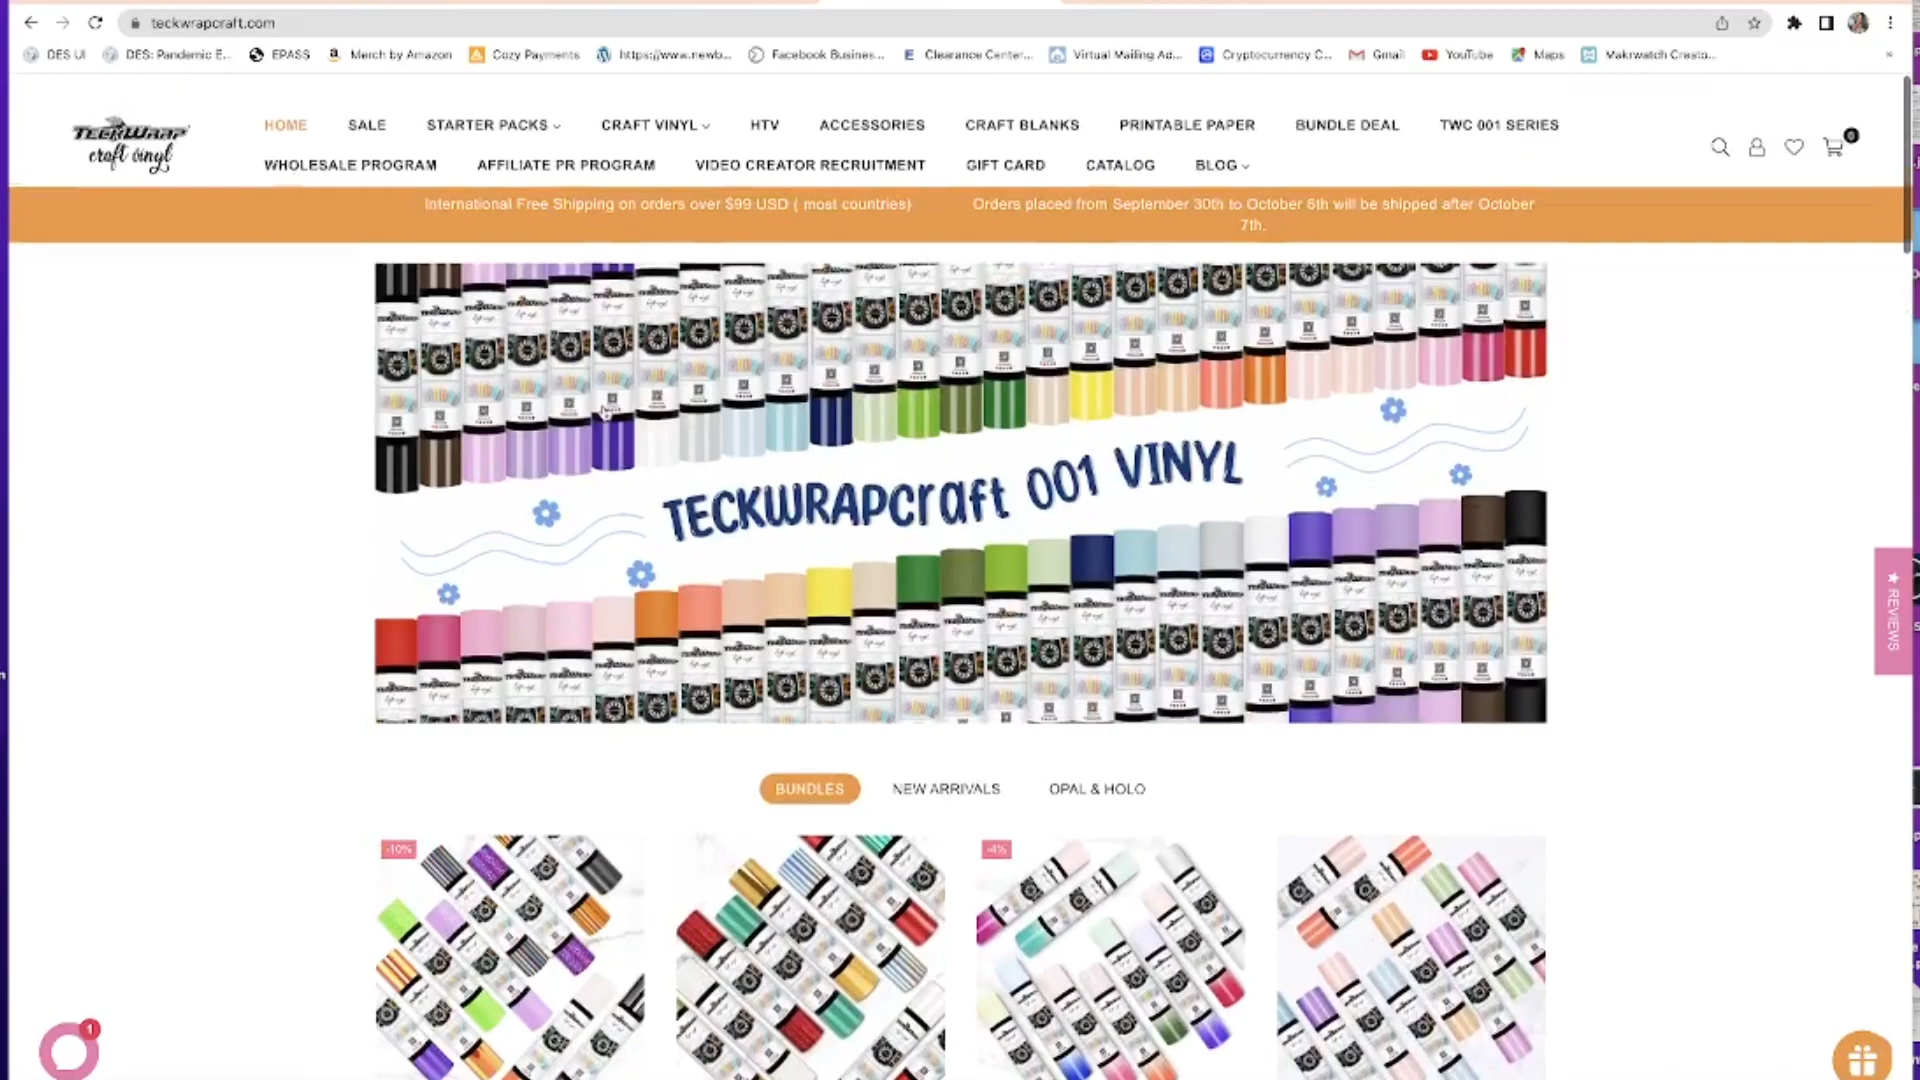 teckwrapcraft.com
DES UI
DES: Pandemic E...
EPASS
Merch by Amazon
Cozy Payments
https://www.newb...
Facebook Busines...
Clearance Center...
Virtual Mailing Ad...
Cryptocurrency C...
Gmail
YouTube
Maps
Makrwatch Creato...
TECKWRAP
craft vinyl
HOME
SALE
STARTER PACKS
CRAFT VINYL
HTV
ACCESSORIES
CRAFT BLANKS
PRINTABLE PAPER
BUNDLE DEAL
TWC 001 SERIES
0
WHOLESALE PROGRAM
AFFILIATE PR PROGRAM
VIDEO CREATOR RECRUITMENT
GIFT CARD
CATALOG
BLOG
International Free Shipping on orders over $99 USD ( most countries)
Orders placed from September 30th to October 6th will be shipped after October
7th.
TECKWRAPcraft 001 VINYL
★ REVIEWS
BUNDLES
NEW ARRIVALS
OPAL & HOLO
-10%
-4%
1